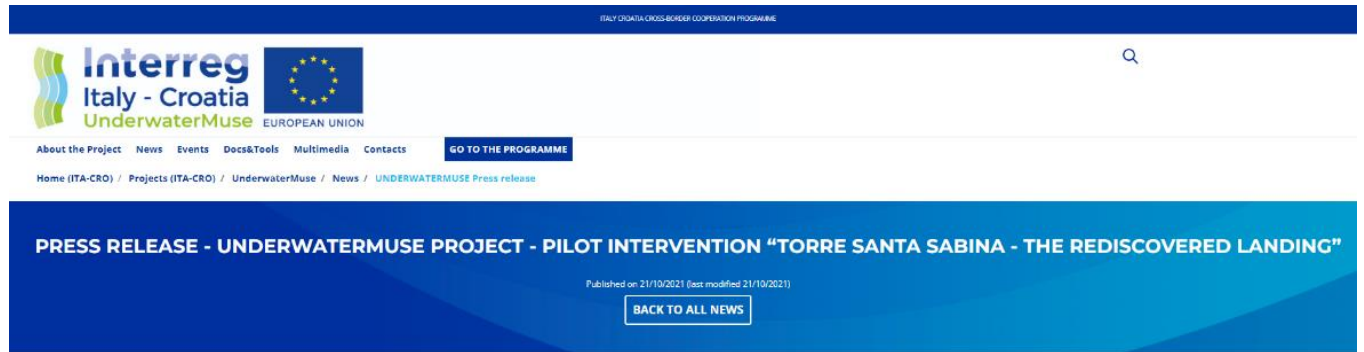 ITALY CROATIA CROSS-BORDER COOPERATION PROGRAMME
Interreg
Italy - Croatia
UnderwaterMuse
EUROPEAN UNION
About the Project News Events Docs&Tools Multimedia Contacts GO TO THE PROGRAMME
Home (ITA-CRO) / Projects (ITA-CRO) / UnderwaterMuse / News / UNDERWATERMUSE Press release
PRESS RELEASE - UNDERWATERMUSE PROJECT - PILOT INTERVENTION “TORRE SANTA SABINA - THE REDISCOVERED LANDING”
Published on 21/10/2021 (last modified 21/10/2021)
BACK TO ALL NEWS